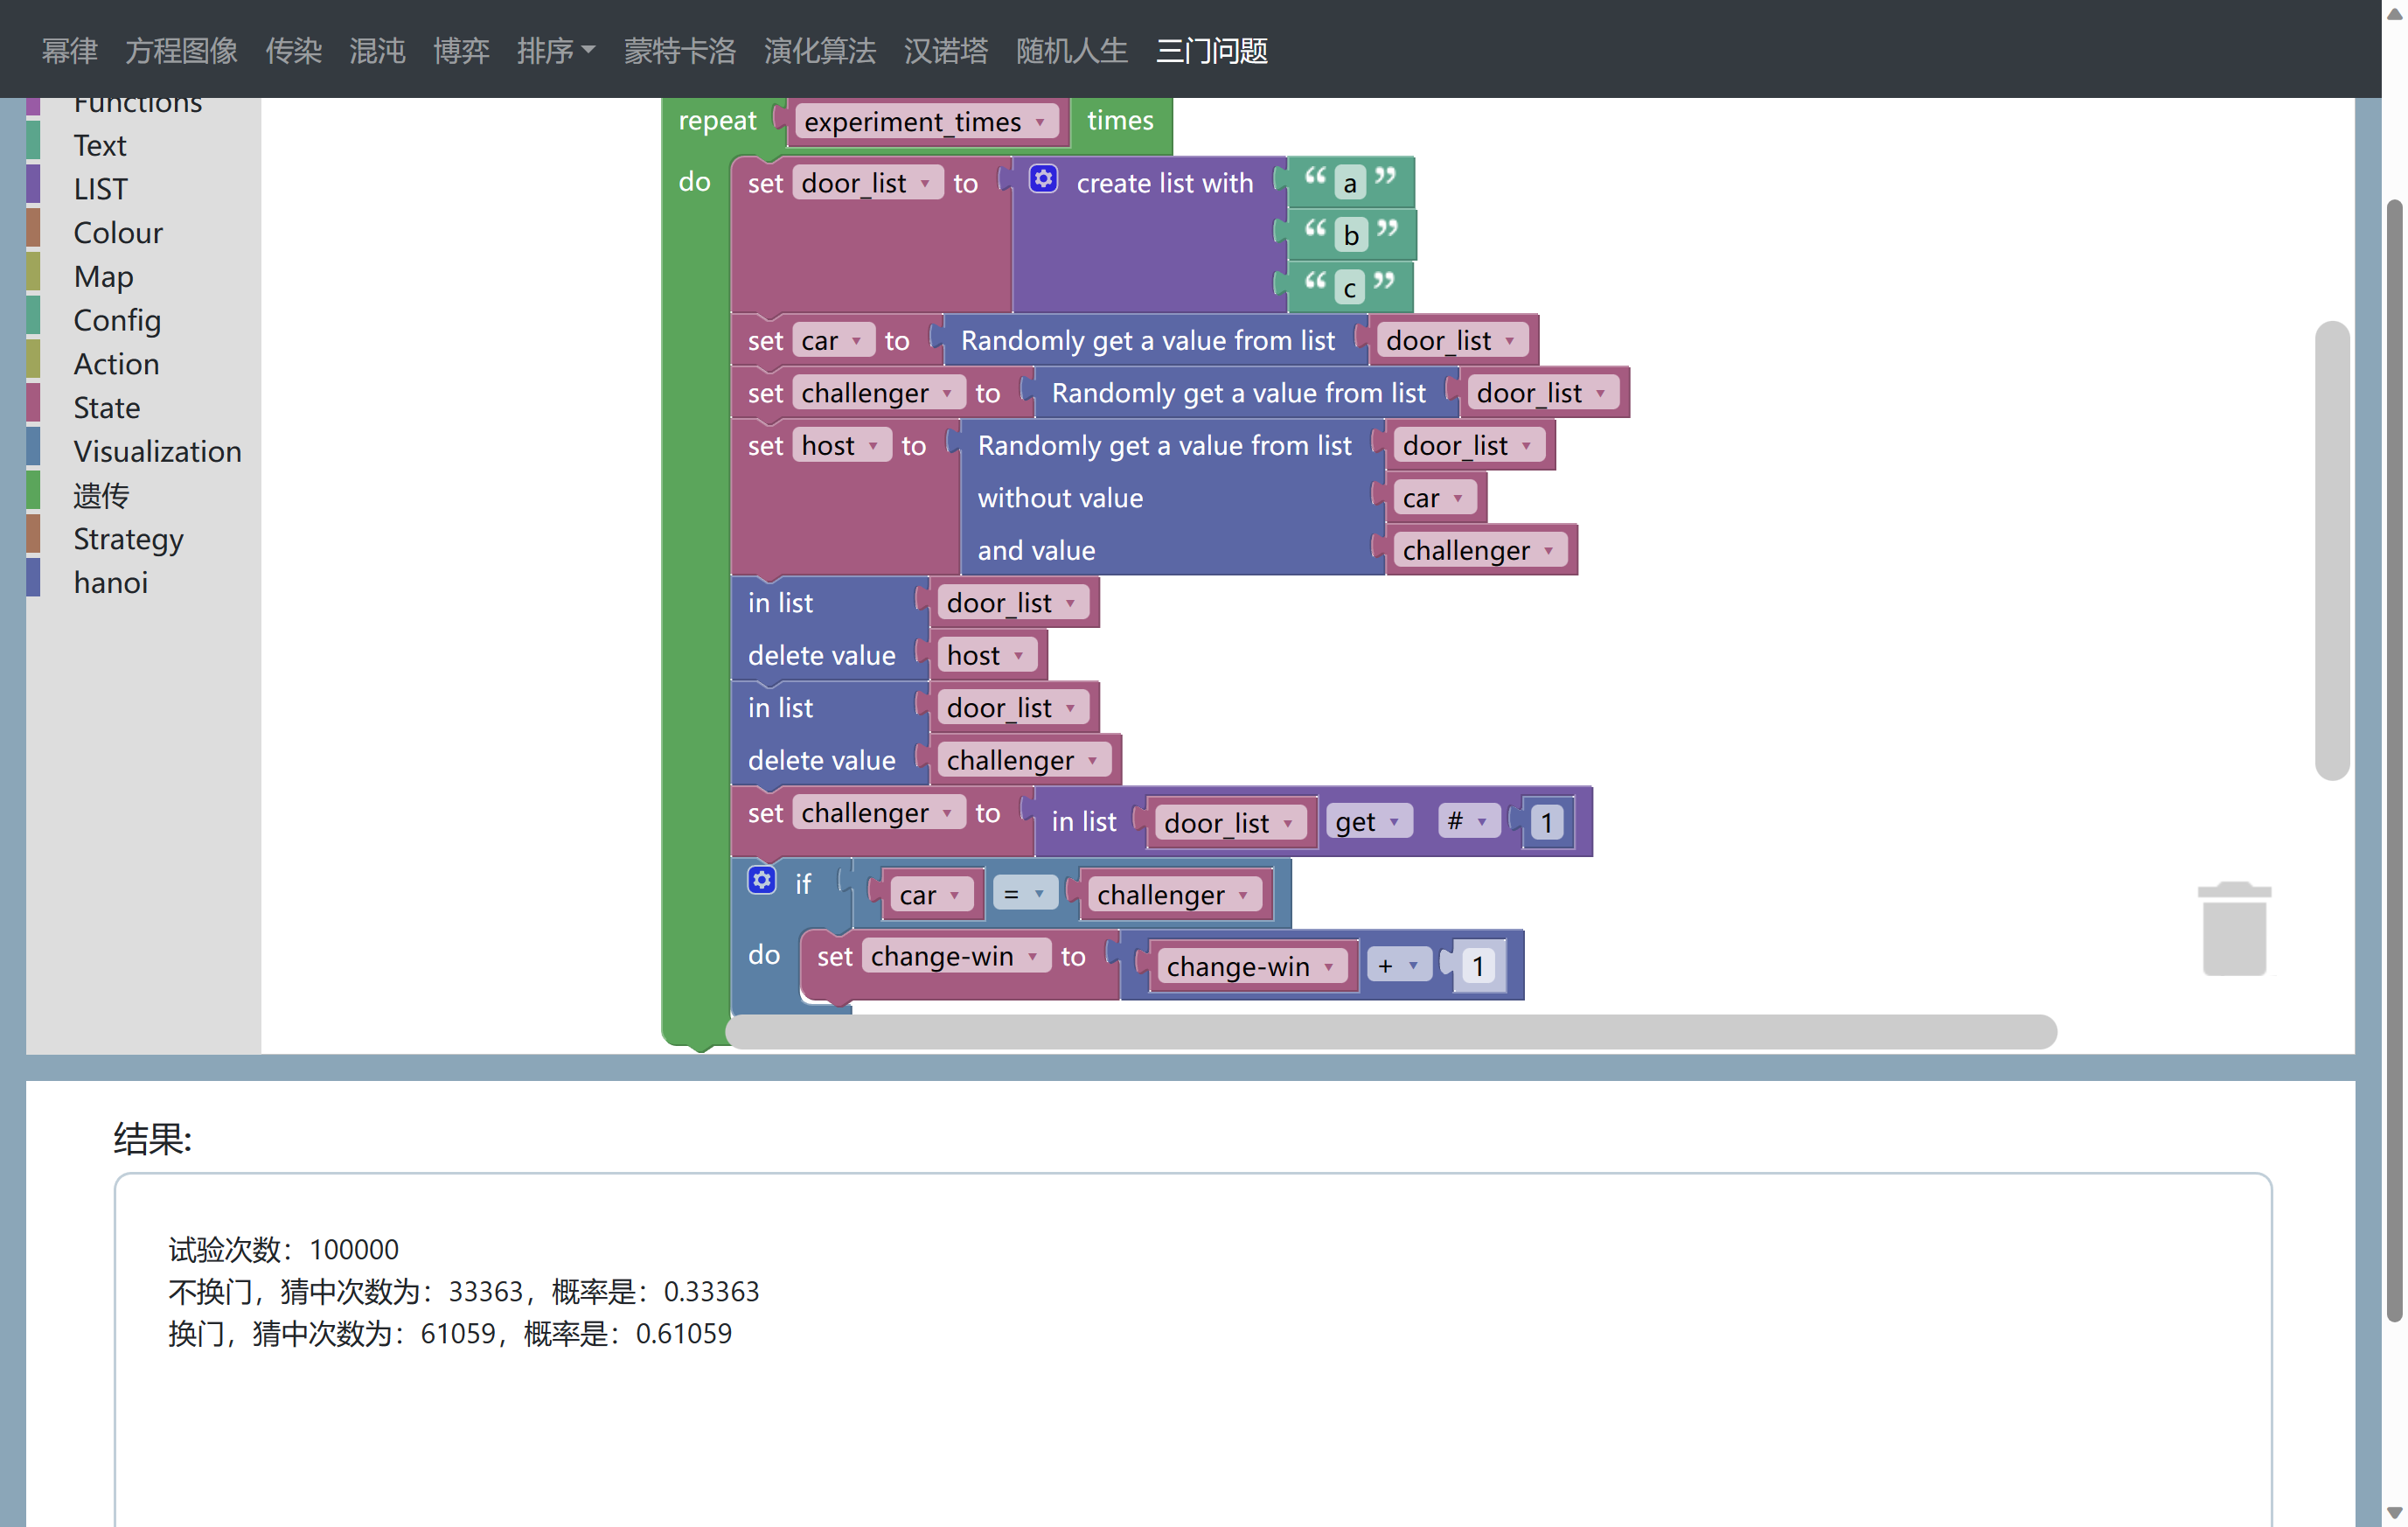 幂律 方程图像 传染 混沌 博弈 排序 蒙特卡洛 演化算法 汉诺塔 随机人生 三门问题
Functions
Text
LIST
Colour
Map
Config
Action
State
Visualization
遗传
Strategy
hanoi
repeat experiment_times times
do set door_list to create list with “ a ”
“ b ”
“ c ”
set car to Randomly get a value from list door_list
set challenger to Randomly get a value from list door_list
set host to Randomly get a value from list door_list
without value car
and value challenger
in list door_list
delete value host
in list door_list
delete value challenger
set challenger to in list door_list get # 1
if car = challenger
do set change-win to change-win + 1
结果:
试验次数：100000
不换门，猜中次数为：33363，概率是：0.33363
换门，猜中次数为：61059，概率是：0.61059